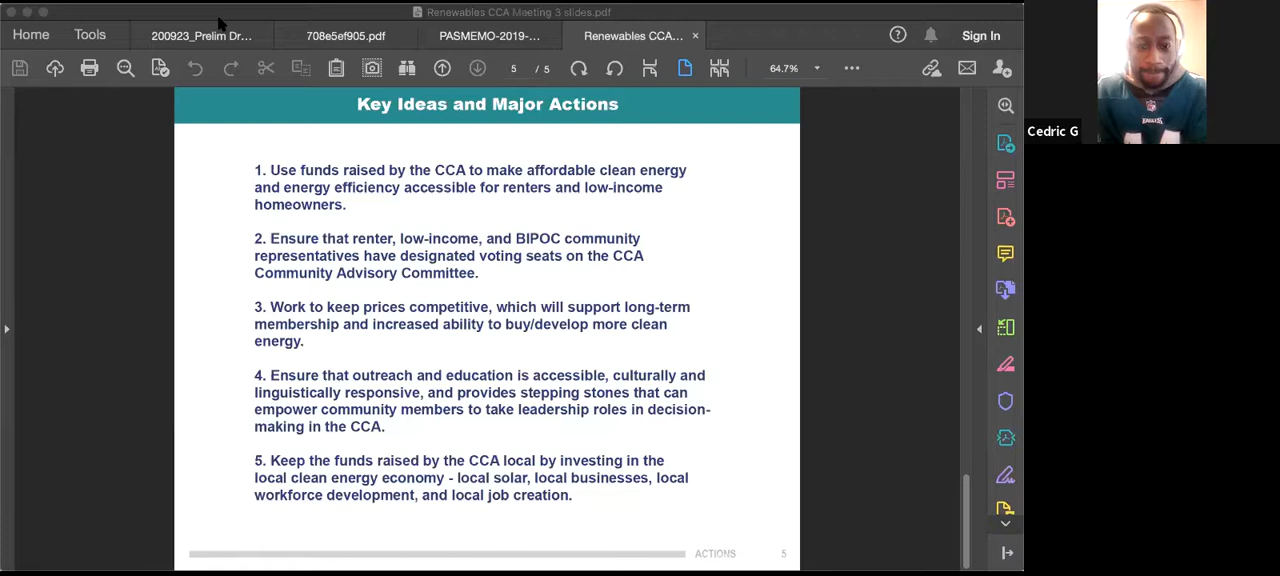 Renewables CCA Meeting 3 slides.pdf
Home
Tools
200923_Prelim Dr...
708e5ef905.pdf
PASMEMO-2019-...
Renewables CCA... ×
Sign In
5 / 5
64.7%
Key Ideas and Major Actions
1. Use funds raised by the CCA to make affordable clean energy
and energy efficiency accessible for renters and low-income
homeowners.
2. Ensure that renter, low-income, and BIPOC community
representatives have designated voting seats on the CCA
Community Advisory Committee.
3. Work to keep prices competitive, which will support long-term
membership and increased ability to buy/develop more clean
energy.
4. Ensure that outreach and education is accessible, culturally and
linguistically responsive, and provides stepping stones that can
empower community members to take leadership roles in decision-
making in the CCA.
5. Keep the funds raised by the CCA local by investing in the
local clean energy economy - local solar, local businesses, local
workforce development, and local job creation.
ACTIONS 5
Cedric G
EAGLES